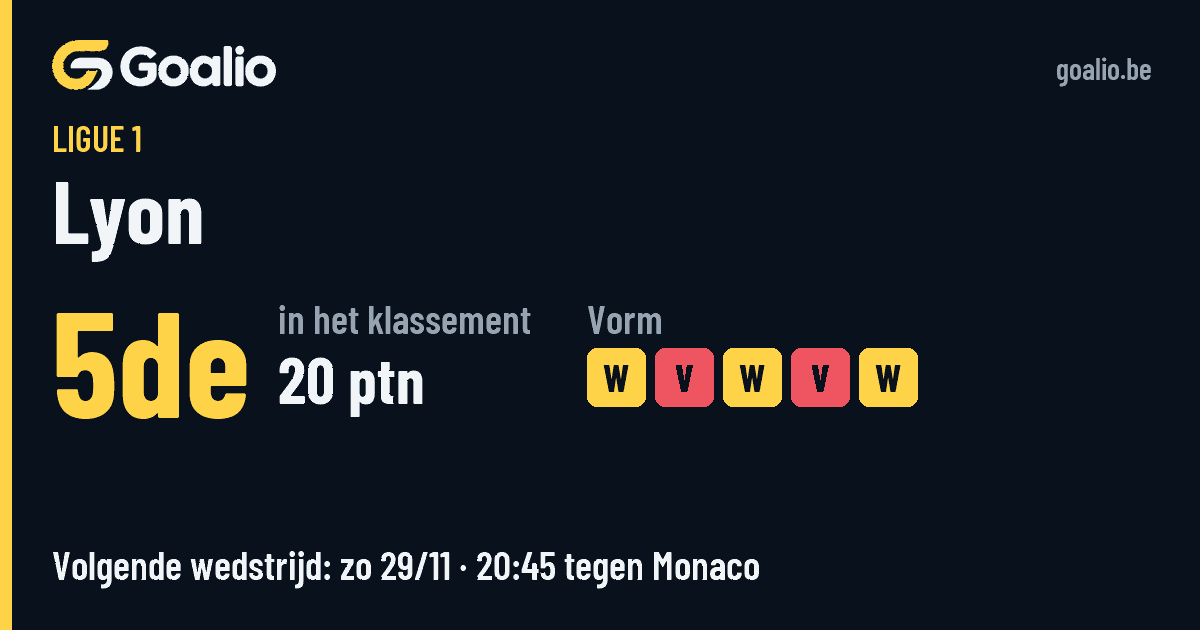 Goalio
goalio.be
LIGUE 1
Lyon
5de
in het klassement
20 ptn
Vorm
W V W V W
Volgende wedstrijd: zo 29/11 · 20:45 tegen Monaco